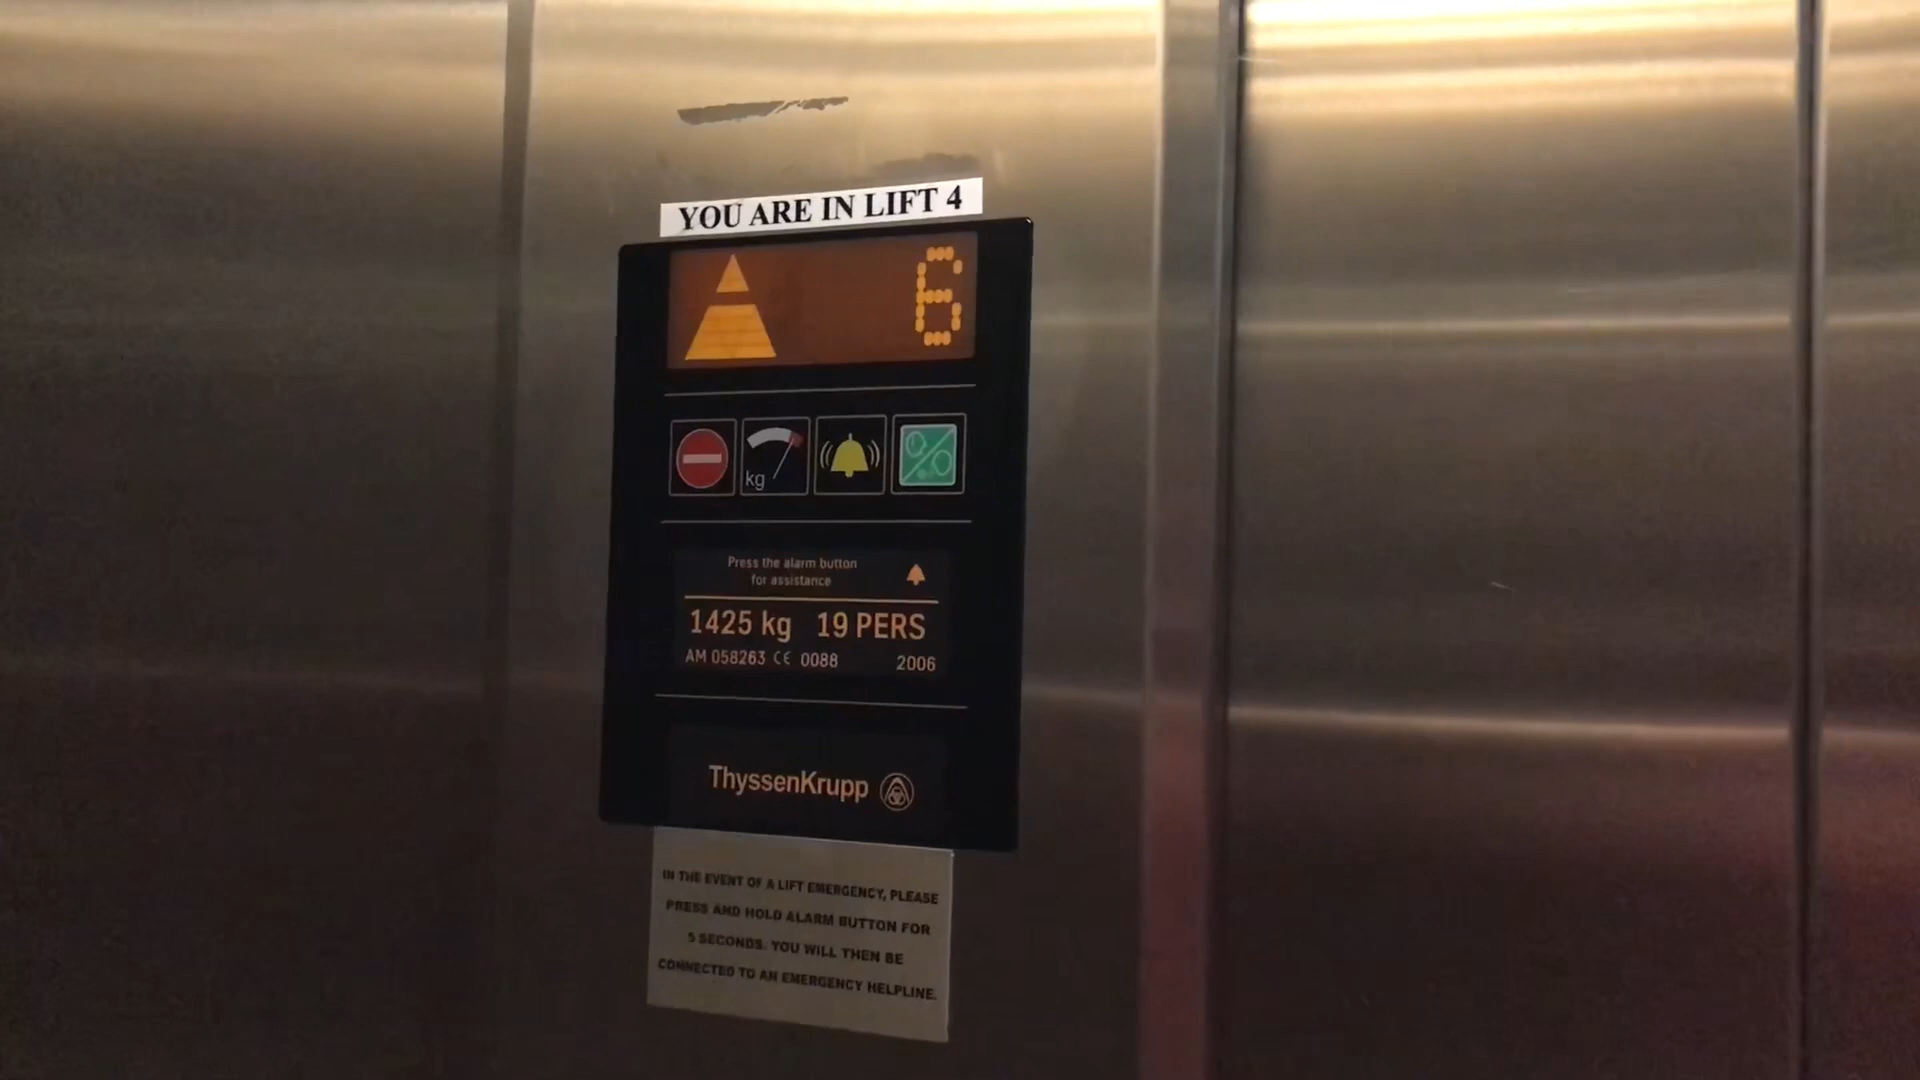 YOU ARE IN LIFT 4
6
kg
Press the alarm button
for assistance
1425 kg 19 PERS
AM 058263 CE 0088 2006
ThyssenKrupp
IN THE EVENT OF A LIFT EMERGENCY, PLEASE
PRESS AND HOLD ALARM BUTTON FOR
5 SECONDS. YOU WILL THEN BE
CONNECTED TO AN EMERGENCY HELPLINE.